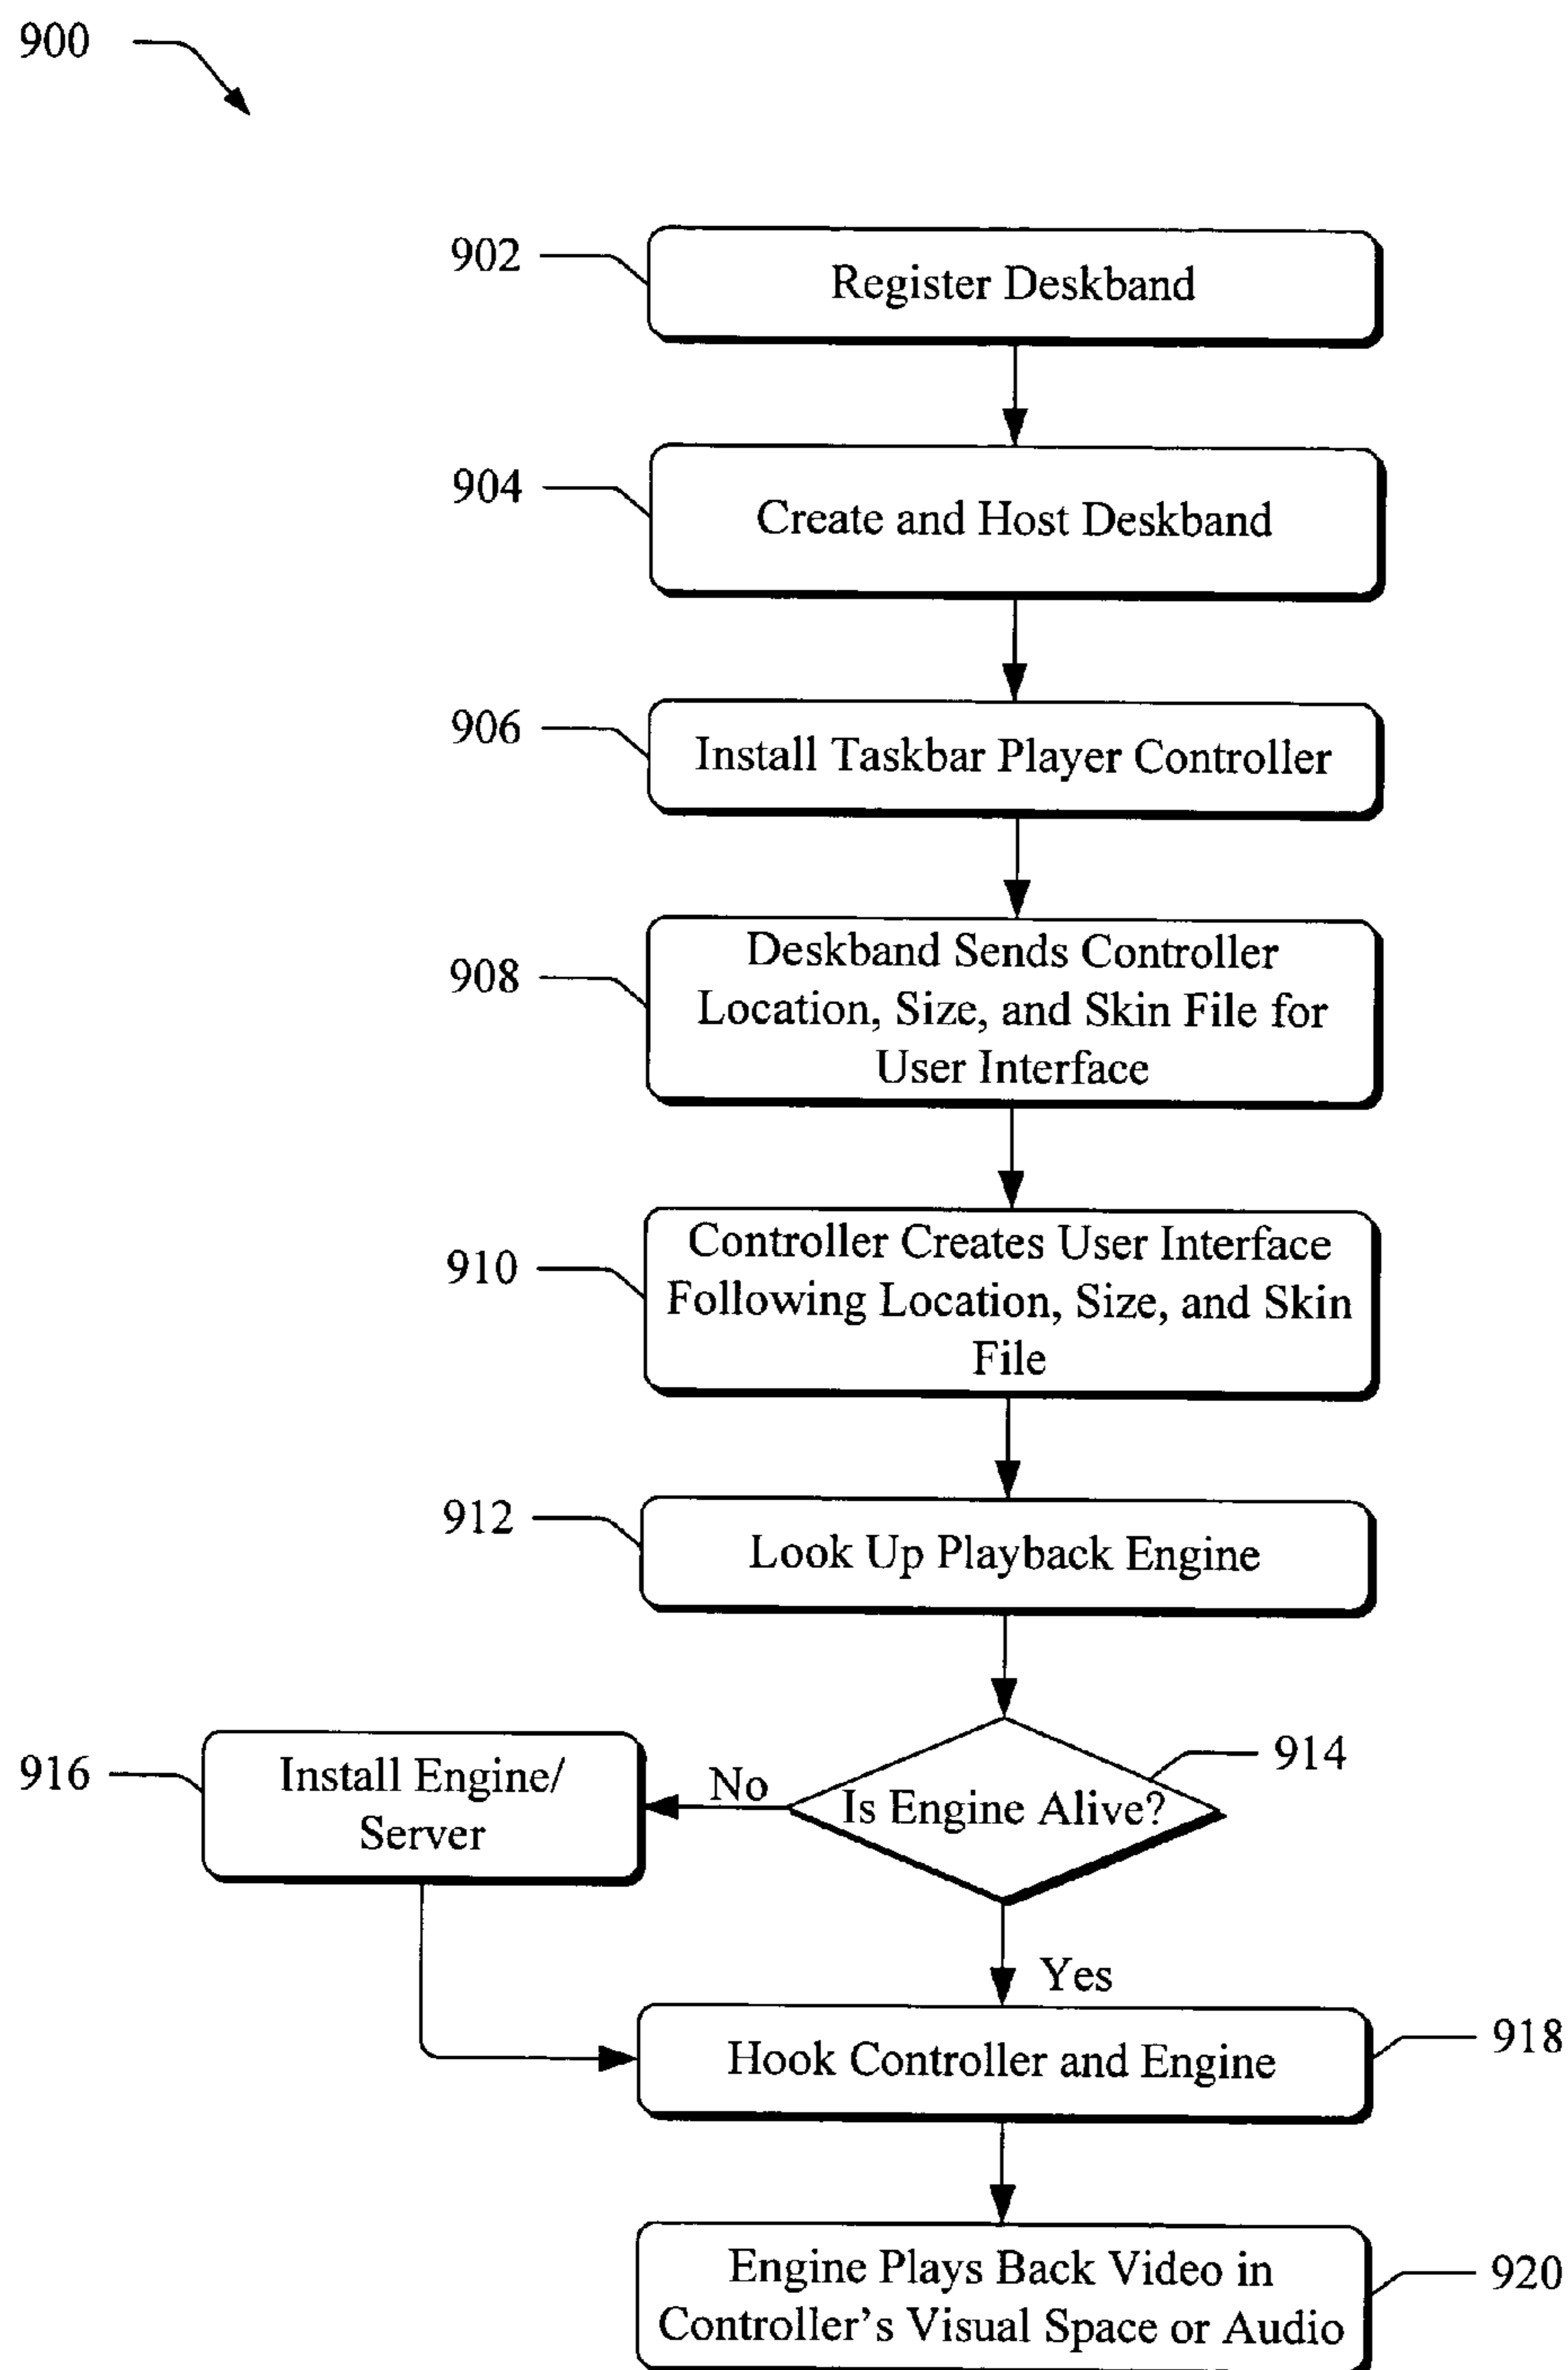 900
902
Register Deskband
904
Create and Host Deskband
906
Install Taskbar Player Controller
908
Deskband Sends Controller
Location, Size, and Skin File for
User Interface
910
Controller Creates User Interface
Following Location, Size, and Skin
File
912
Look Up Playback Engine
914
Is Engine Alive?
No
916
Install Engine/
Server
Yes
918
Hook Controller and Engine
920
Engine Plays Back Video in
Controller's Visual Space or Audio